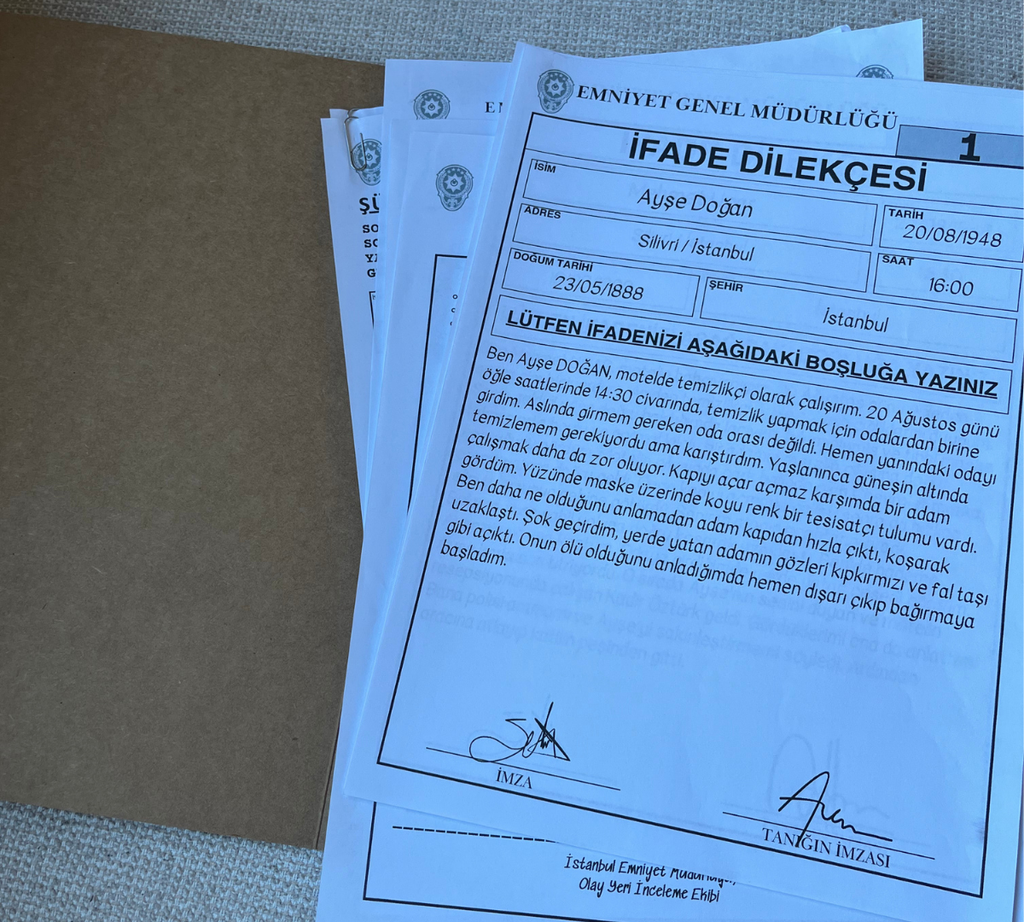 EMNİYET GENEL MÜDÜRLÜĞÜ
1
İFADE DİLEKÇESİ
İSİM
Ayşe Doğan
TARİH
20/08/1948
ADRES
Silivri / İstanbul
SAAT
16:00
DOĞUM TARİHİ
23/05/1888
ŞEHİR
İstanbul
LÜTFEN İFADENİZİ AŞAĞIDAKİ BOŞLUĞA YAZINIZ
Ben Ayşe DOĞAN, motelde temizlikçi olarak çalışırım. 20 Ağustos günü
öğle saatlerinde 14:30 civarında, temizlik yapmak için odalardan birine
girdim. Aslında girmem gereken oda orası değildi. Hemen yanındaki odayı
temizlemem gerekiyordu ama karıştırdım. Yaşlanınca güneşin altında
çalışmak daha da zor oluyor. Kapıyı açar açmaz karşımda bir adam
gördüm. Yüzünde maske üzerinde koyu renk bir tesisatçı tulumu vardı.
Ben daha ne olduğunu anlamadan adam kapıdan hızla çıktı, koşarak
uzaklaştı. Şok geçirdim, yerde yatan adamın gözleri kıpkırmızı ve fal taşı
gibi açıktı. Onun ölü olduğunu anladığımda hemen dışarı çıkıp bağırmaya
başladım.
İMZA
TANIĞIN İMZASI
İstanbul Emniyet
Olay Yeri İnceleme Ekibi